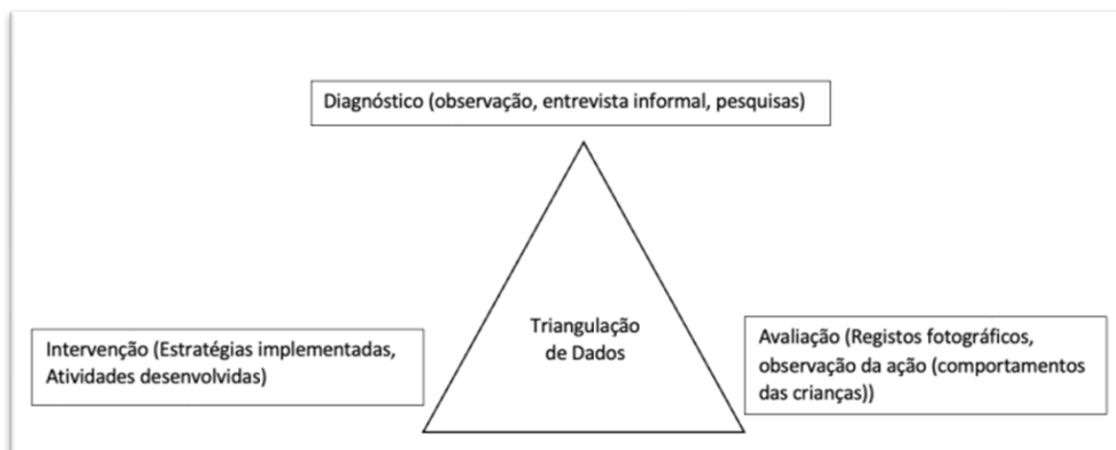 Diagnóstico (observação, entrevista informal, pesquisas)
Triangulação
de Dados
Intervenção (Estratégias implementadas,
Atividades desenvolvidas)
Avaliação (Registos fotográficos,
observação da ação (comportamentos
das crianças))